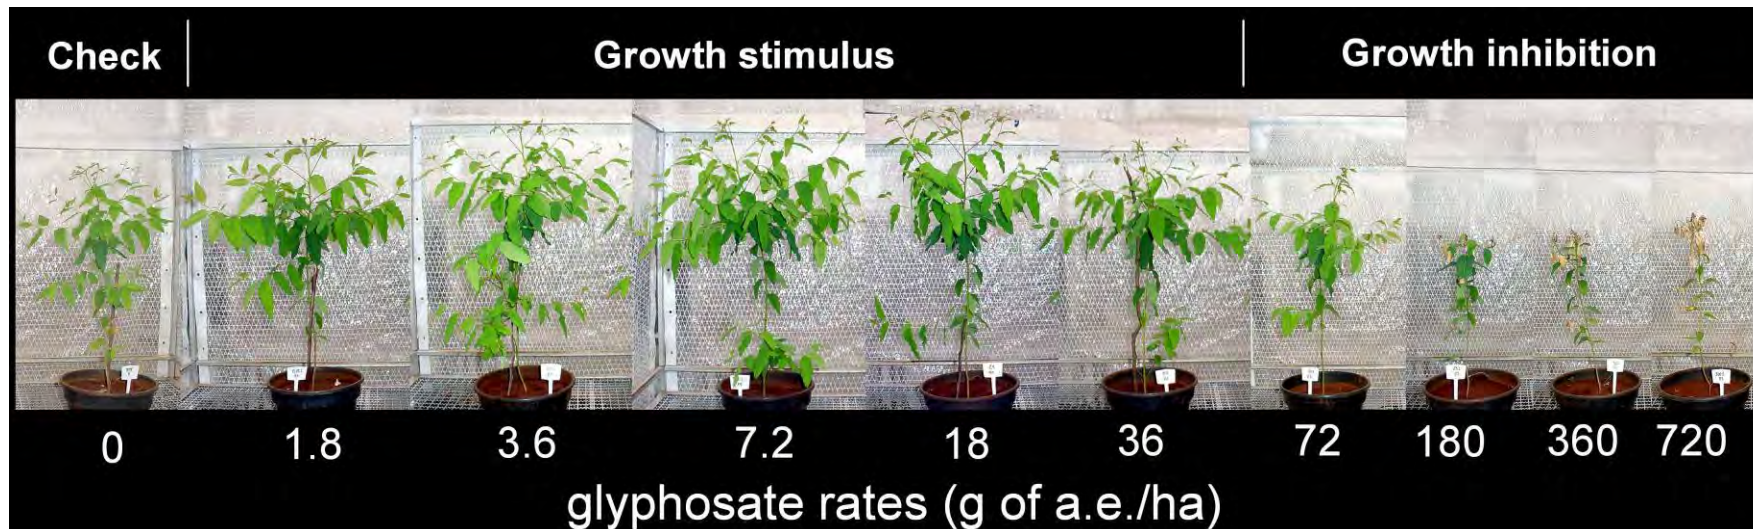 Check
Growth stimulus
Growth inhibition
0 1.8 3.6 7.2 18 36 72 180 360 720
glyphosate rates (g of a.e./ha)